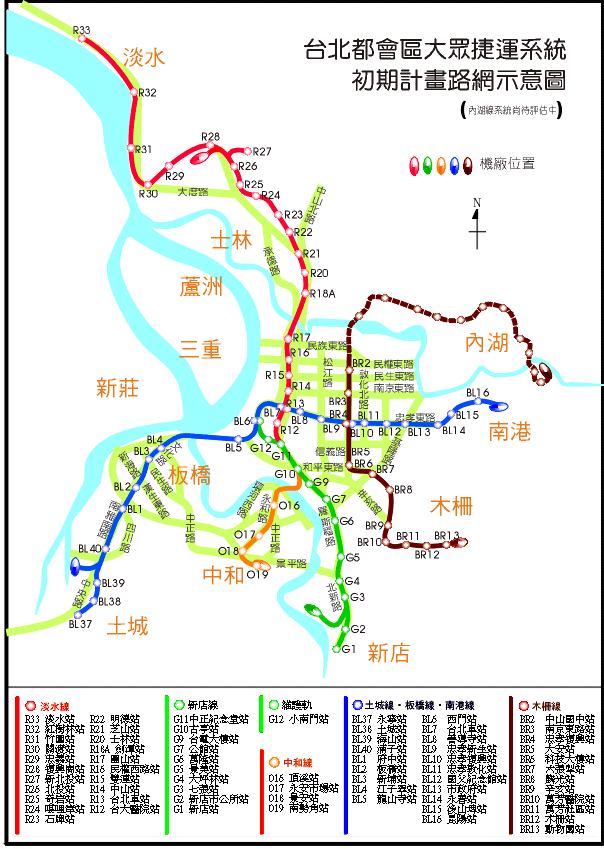 台北都會區大眾捷運系統
初期計畫路網示意圖
(內湖線系統尚待評估中)
機廠位置
N
R33
淡水
R32
R31
R30
R29
R28
R27
R26
R25
R24
大度路
中山北路
R23
R22
R21
R20
R18A
士林
承德路
蘆洲
三重
新莊
內湖
R17
R16
R15
R14
R13
R12
民族東路
松江路
BR2
民權東路
民生東路
南京東路
敦化北路
BR3
BR4
BL6
BL7
BL8
BL9
BL10
BL11
BL12
BL13
BL14
BL15
BL16
忠孝東路
南港
信義路
和平東路
BR5
BR6
BR7
BR8
BR9
BR10
BR11
BR12
BR13
木柵
BL5
BL4
BL3
BL2
BL1
BL40
BL39
BL38
BL37
板橋
土城
文化路
民生路
中正路
四川路
中央路
G12
G11
G10
G9
G7
G6
G5
G4
G3
G2
G1
羅斯福路
北新路
新店
永和路
中正路
景平路
O16
O17
O18
O19
中和
淡水線
R33 淡水站
R32 紅樹林站
R31 竹圍站
R30 關渡站
R29 忠義站
R28 復興崗站
R27 新北投站
R26 北投站
R25 奇岩站
R24 唭哩岸站
R23 石牌站
R22 明德站
R21 芝山站
R20 士林站
R18A 劍潭站
R17 圓山站
R16 民權西路站
R15 雙連站
R14 中山站
R13 台北車站
R12 台大醫院站
新店線
G11 中正紀念堂站
G10 古亭站
G9 台電大樓站
G7 公館站
G6 萬隆站
G5 景美站
G4 大坪林站
G3 七張站
G2 新店市公所站
G1 新店站
維護軌
G12 小南門站
中和線
O16 頂溪站
O17 永安市場站
O18 景安站
O19 南勢角站
土城線・板橋線・南港線
BL37 永寧站
BL38 土城站
BL39 海山站
BL40 埔子站
BL1 府中站
BL2 板橋站
BL3 新埔站
BL4 江子翠站
BL5 龍山寺站
BL6 西門站
BL7 台北車站
BL8 善導寺站
BL9 忠孝新生站
BL10 忠孝復興站
BL11 忠孝敦化站
BL12 國父紀念館站
BL13 市政府站
BL14 永春站
BL15 後山埤站
BL16 昆陽站
木柵線
BR2 中山國中站
BR3 南京東路站
BR4 忠孝復興站
BR5 大安站
BR6 科技大樓站
BR7 六張犁站
BR8 麟光站
BR9 辛亥站
BR10 萬芳醫院站
BR11 萬芳社區站
BR12 木柵站
BR13 動物園站